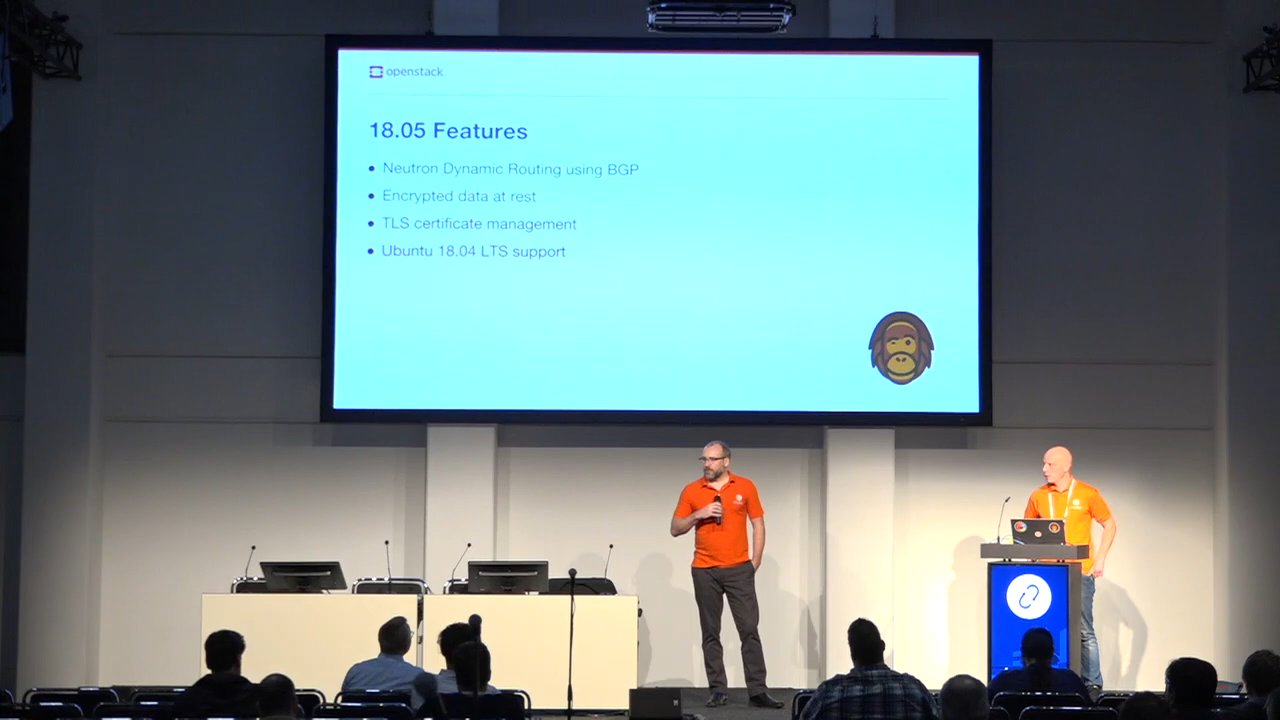 openstack
18.05 Features
• Neutron Dynamic Routing using BGP
• Encrypted data at rest
• TLS certificate management
• Ubuntu 18.04 LTS support